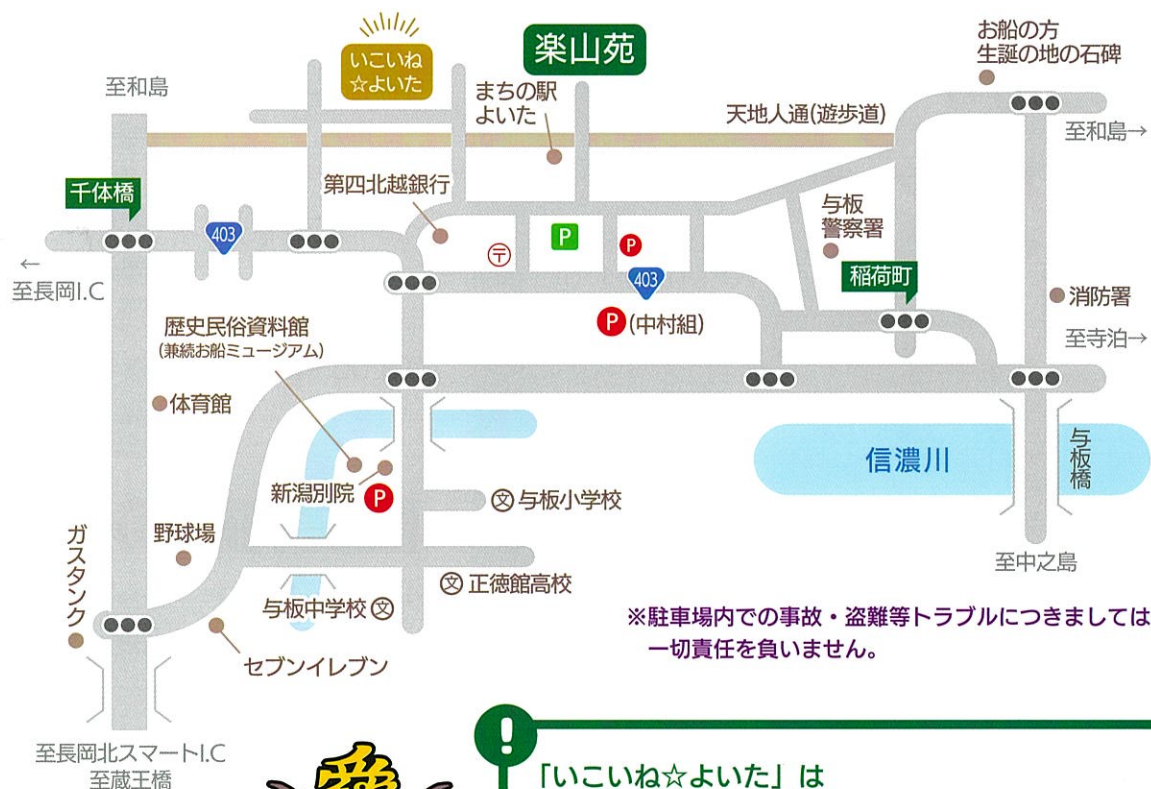 お船の方
生誕の地の石碑
いこいね
☆よいた
楽山苑
至和島
まちの駅
よいた
天地人通(遊歩道)
至和島→
千体橋
第四北越銀行
与板
警察署
403
P
P
〒
403
稲荷町
←
至長岡I.C
消防署
P
(中村組)
歴史民俗資料館
(兼続お船ミュージアム)
至寺泊→
体育館
信濃川
与板橋
新潟別院
P
文 与板小学校
ガスタンク
野球場
至中之島
文 正徳館高校
与板中学校 文
※駐車場内での事故・盗難等トラブルにつきましては
一切責任を負いません。
セブンイレブン
至長岡北スマートI.C
至蔵王橋
!
「いこいね☆よいた」は
愛